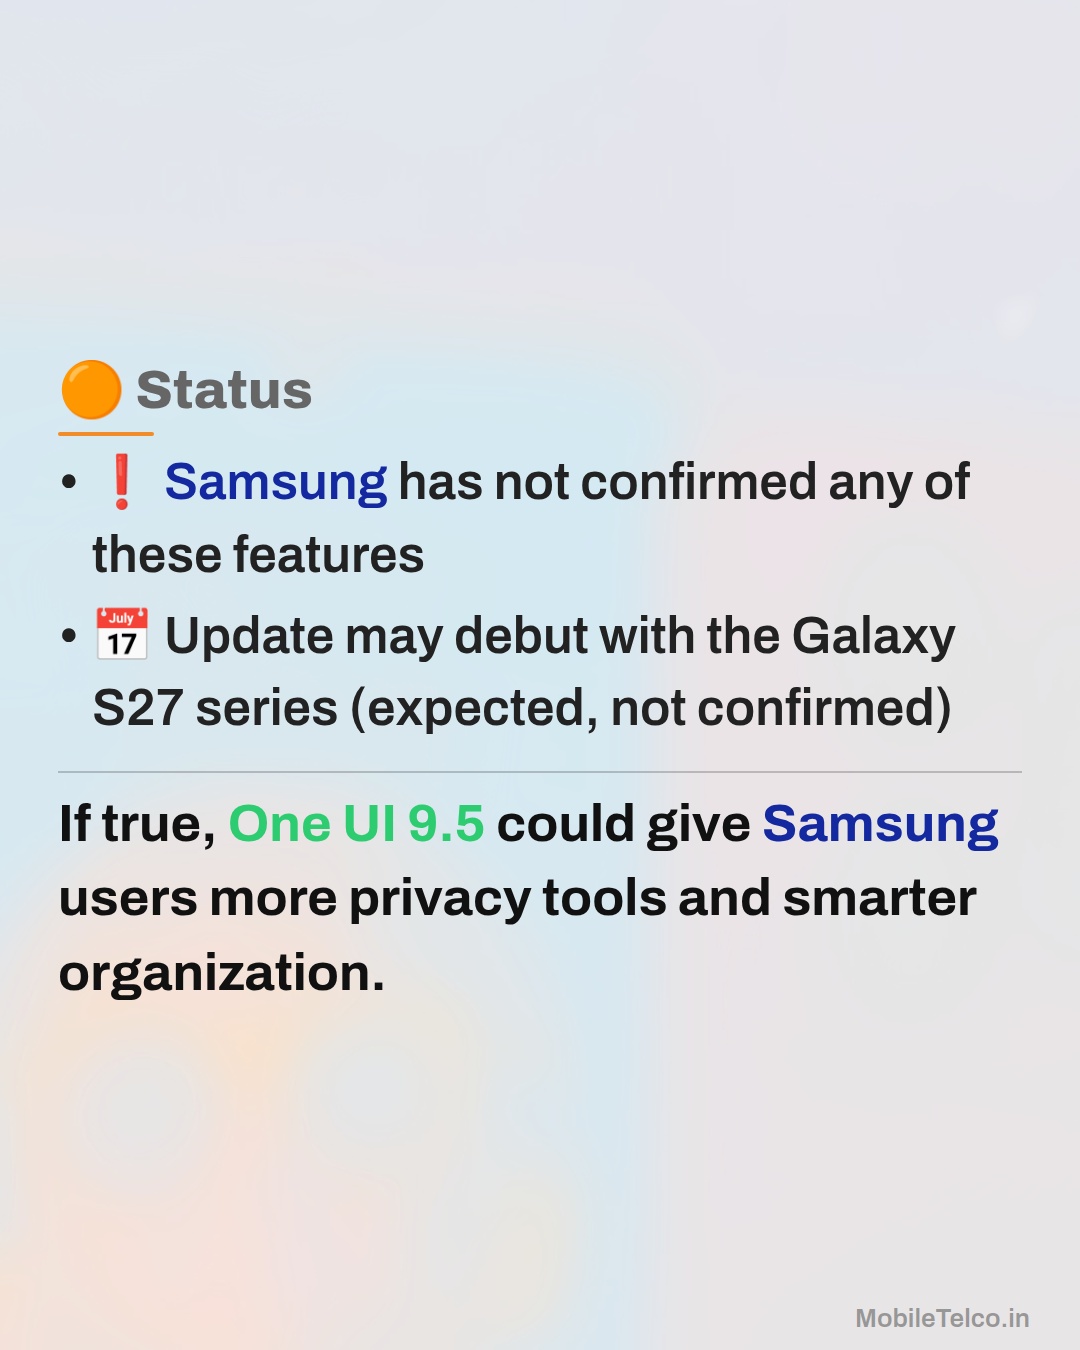 🟠 Status
• ❗ Samsung has not confirmed any of
these features
• 📅 Update may debut with the Galaxy
S27 series (expected, not confirmed)
If true, One UI 9.5 could give Samsung
users more privacy tools and smarter
organization.
MobileTelco.in